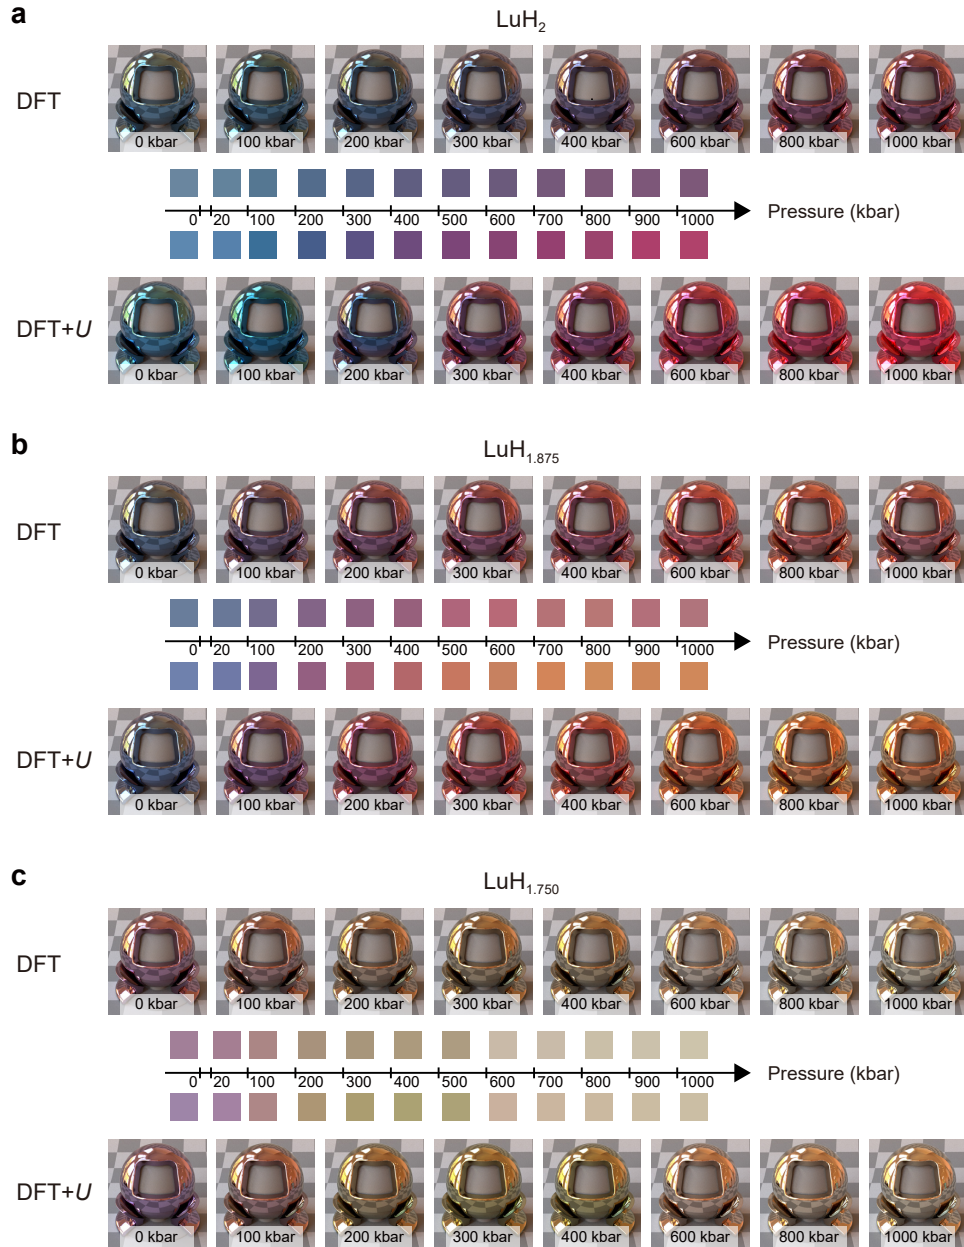 a
LuH2
DFT
0 kbar 100 kbar 200 kbar 300 kbar 400 kbar 600 kbar 800 kbar 1000 kbar
0 20 100 200 300 400 500 600 700 800 900 1000 Pressure (kbar)
DFT+U
0 kbar 100 kbar 200 kbar 300 kbar 400 kbar 600 kbar 800 kbar 1000 kbar
b
LuH1.875
DFT
0 kbar 100 kbar 200 kbar 300 kbar 400 kbar 600 kbar 800 kbar 1000 kbar
0 20 100 200 300 400 500 600 700 800 900 1000 Pressure (kbar)
DFT+U
0 kbar 100 kbar 200 kbar 300 kbar 400 kbar 600 kbar 800 kbar 1000 kbar
c
LuH1.750
DFT
0 kbar 100 kbar 200 kbar 300 kbar 400 kbar 600 kbar 800 kbar 1000 kbar
0 20 100 200 300 400 500 600 700 800 900 1000 Pressure (kbar)
DFT+U
0 kbar 100 kbar 200 kbar 300 kbar 400 kbar 600 kbar 800 kbar 1000 kbar